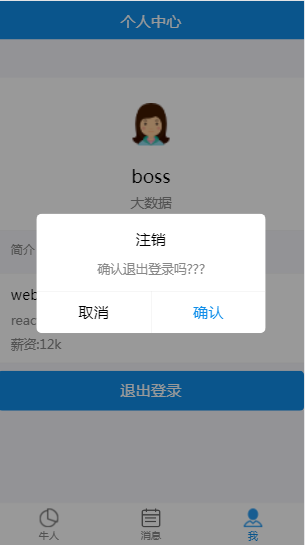 个人中心
boss
大数据
简介
注销
确认退出登录吗???
取消
确认
web
reac
薪资:12k
退出登录
牛人
消息
我